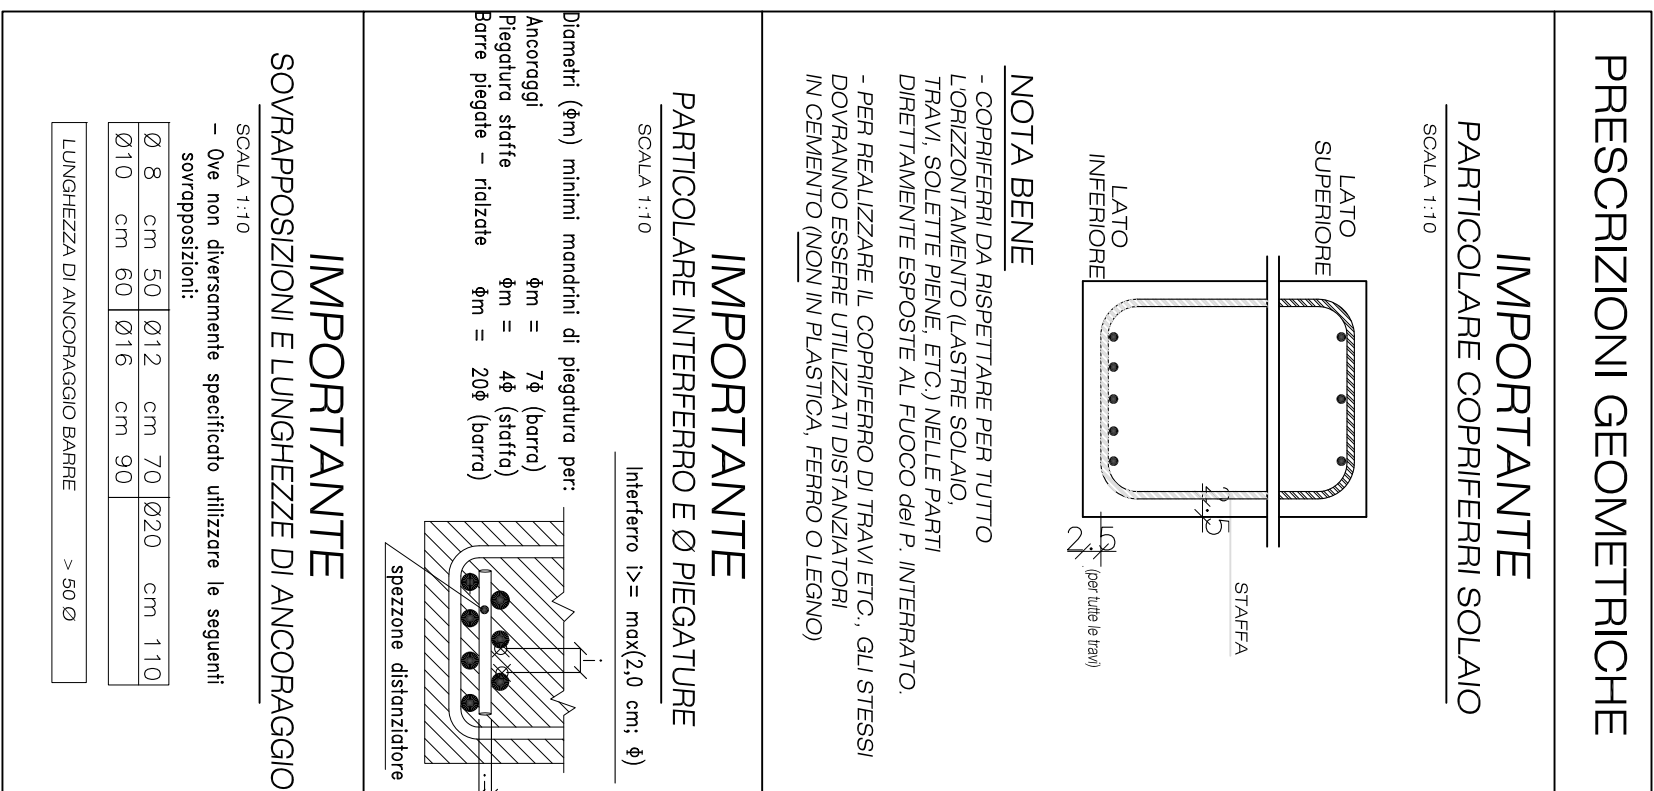 PRESCRIZIONI GEOMETRICHE
IMPORTANTE
PARTICOLARE COPRIFERRI SOLAIO
SCALA 1:10
LATO
SUPERIORE
LATO
INFERIORE
2.5
STAFFA
2.5
(per tutte le travi)
NOTA BENE
- COPRIFERRI DA RISPETTARE PER TUTTO
L'ORIZZONTAMENTO (LASTRE SOLAIO,
TRAVI, SOLETTE PIENE, ETC.) NELLE PARTI
DIRETTAMENTE ESPOSTE AL FUOCO del P. INTERRATO.
- PER REALIZZARE IL COPRIFERRO DI TRAVI ETC., GLI STESSI
DOVRANNO ESSERE UTILIZZATI DISTANZIATORI
IN CEMENTO (NON IN PLASTICA, FERRO O LEGNO)
IMPORTANTE
PARTICOLARE INTERFERRO E Ø PIEGATURE
SCALA 1:10
Interferro i>= max(2,0 cm; Φ)
Diametri (Φm) minimi mandrini di piegatura per:
Ancoraggi Φm = 7Φ (barra)
Piegatura staffe Φm = 4Φ (staffa)
Barre piegate - rialzate Φm = 20Φ (barra)
i
i
spezzone distanziatore
IMPORTANTE
SOVRAPPOSIZIONI E LUNGHEZZE DI ANCORAGGIO
SCALA 1:10
- Ove non diversamente specificato utilizzare le seguenti
sovrapposizioni:
Ø 8 cm 50 Ø12 cm 70 Ø20 cm 110
Ø10 cm 60 Ø16 cm 90
LUNGHEZZA DI ANCORAGGIO BARRE > 50 Ø